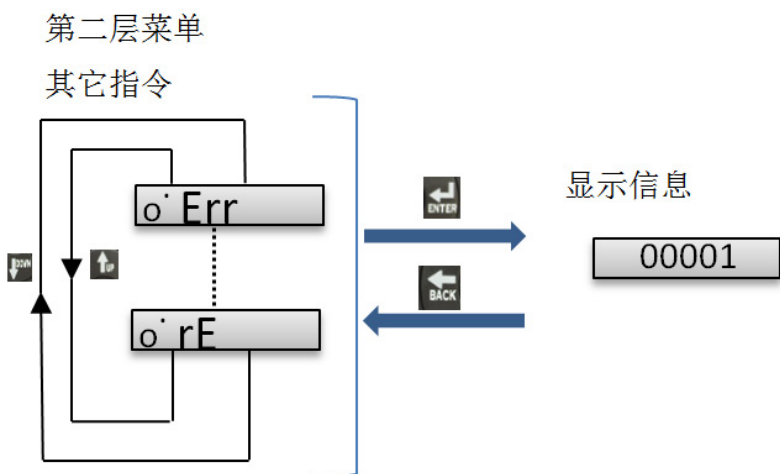 第二层菜单
其它指令
o˙Err
ENTER
显示信息
00001
DOWN
UP
BACK
o˙rE